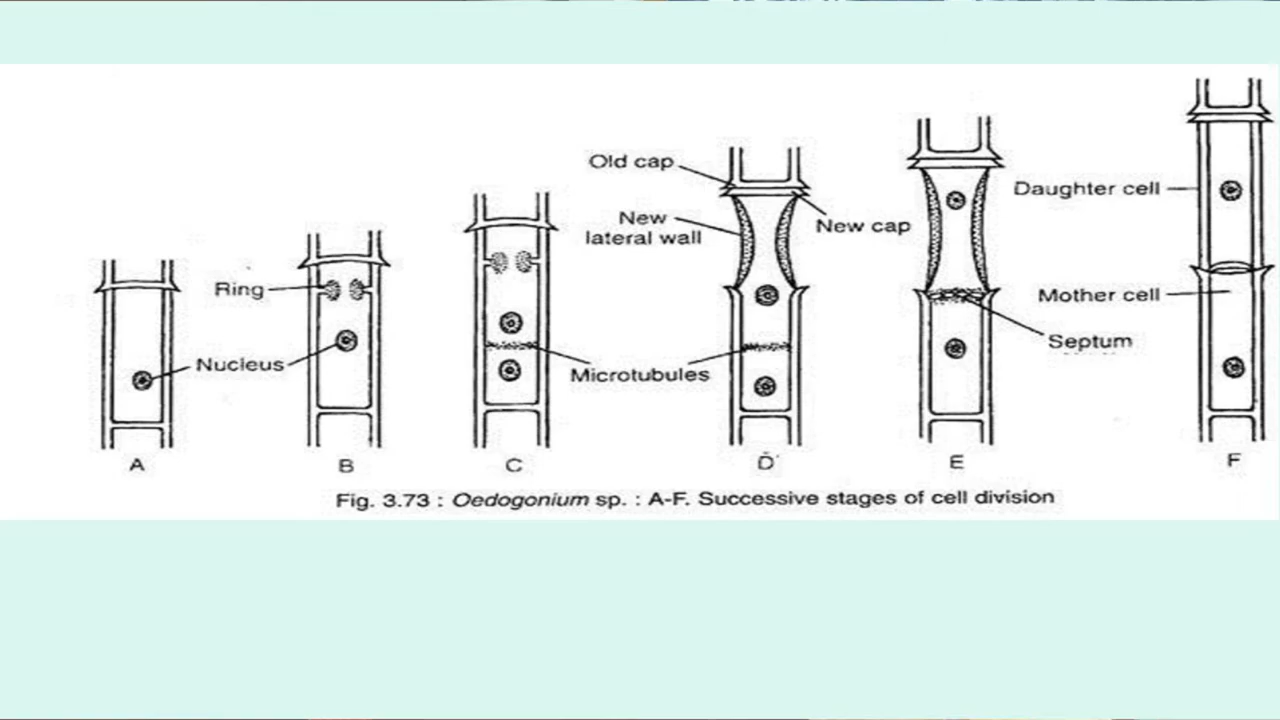 Old cap
New
lateral wall
New cap
Daughter cell
Ring
Mother cell
Nucleus
Microtubules
Septum
A
B
C
D
E
F
Fig. 3.73 : Oedogonium sp. : A-F. Successive stages of cell division